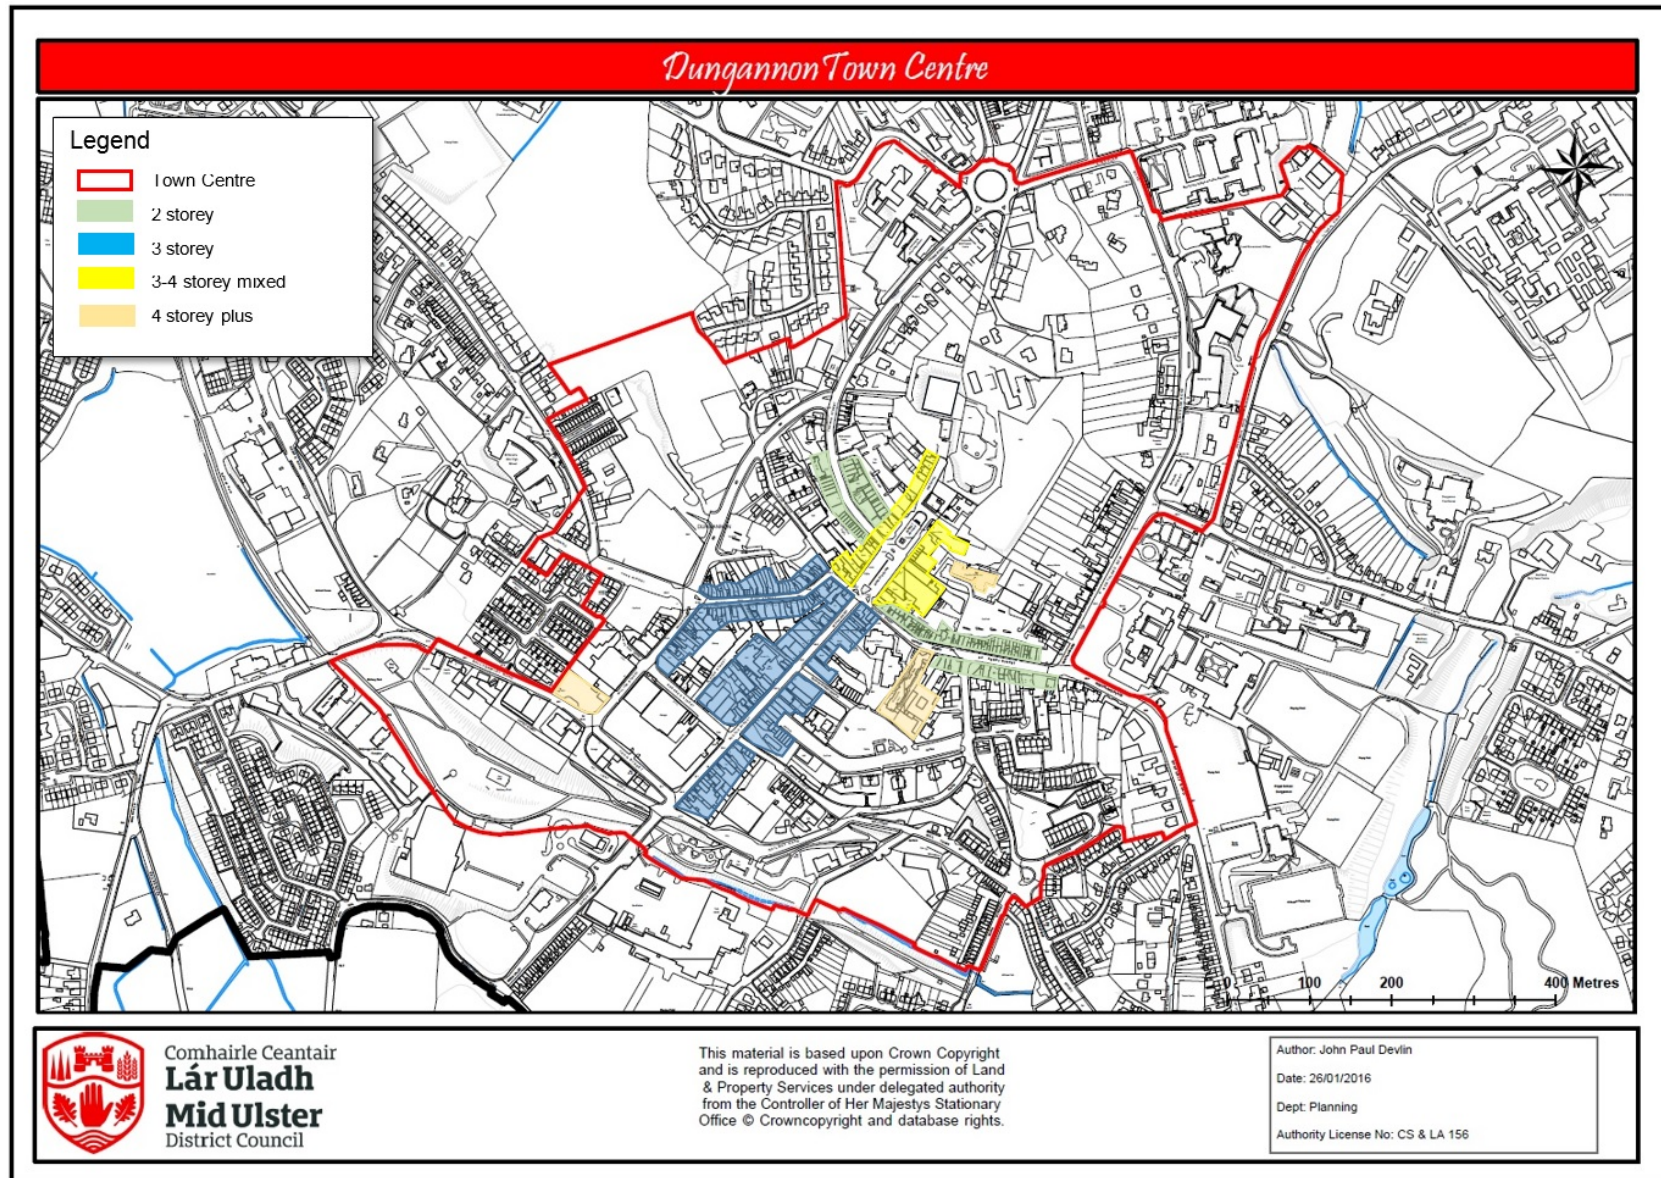 Dungannon Town Centre
Legend
Town Centre
2 storey
3 storey
3-4 storey mixed
4 storey plus
0 100 200 400 Metres
Comhairle Ceantair
Lár Uladh
Mid Ulster
District Council
This material is based upon Crown Copyright
and is reproduced with the permission of Land
& Property Services under delegated authority
from the Controller of Her Majestys Stationary
Office © Crowncopyright and database rights.
Author: John Paul Devlin
Date: 26/01/2016
Dept: Planning
Authority License No: CS & LA 156